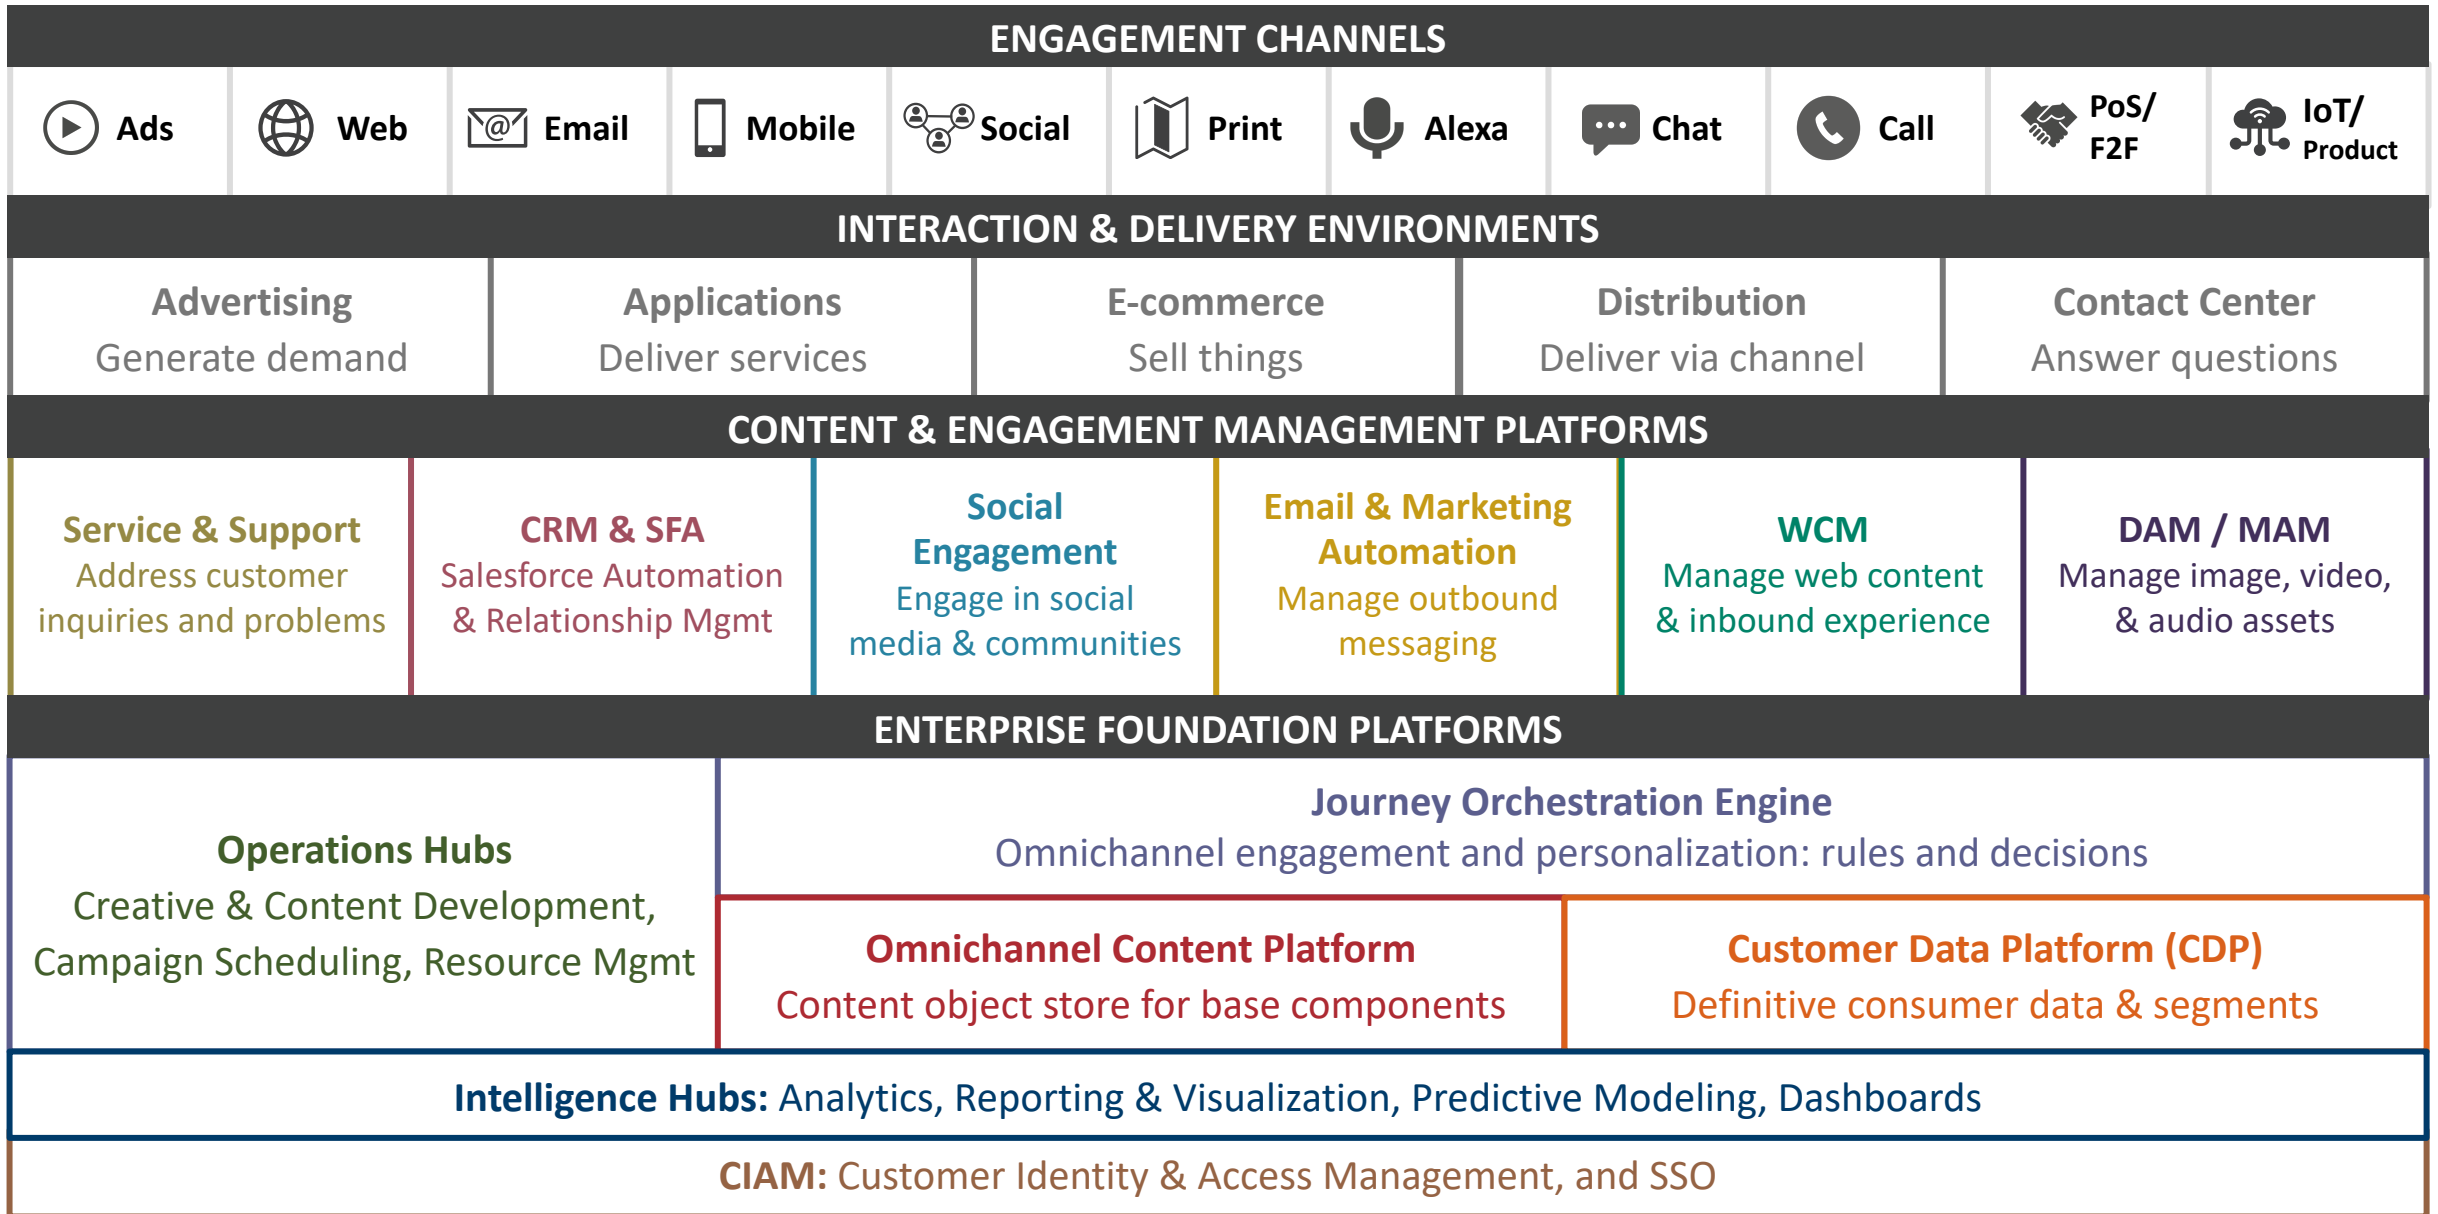 ENGAGEMENT CHANNELS
Ads
Web
@
Email
Mobile
Social
Print
Alexa
Chat
Call
PoS/
F2F
IoT/
Product
INTERACTION & DELIVERY ENVIRONMENTS
Advertising
Generate demand
Applications
Deliver services
E-commerce
Sell things
Distribution
Deliver via channel
Contact Center
Answer questions
CONTENT & ENGAGEMENT MANAGEMENT PLATFORMS
Service & Support
Address customer
inquiries and problems
CRM & SFA
Salesforce Automation
& Relationship Mgmt
Social
Engagement
Engage in social
media & communities
Email & Marketing
Automation
Manage outbound
messaging
WCM
Manage web content
& inbound experience
DAM / MAM
Manage image, video,
& audio assets
ENTERPRISE FOUNDATION PLATFORMS
Operations Hubs
Creative & Content Development,
Campaign Scheduling, Resource Mgmt
Journey Orchestration Engine
Omnichannel engagement and personalization: rules and decisions
Omnichannel Content Platform
Content object store for base components
Customer Data Platform (CDP)
Definitive consumer data & segments
Intelligence Hubs: Analytics, Reporting & Visualization, Predictive Modeling, Dashboards
CIAM: Customer Identity & Access Management, and SSO